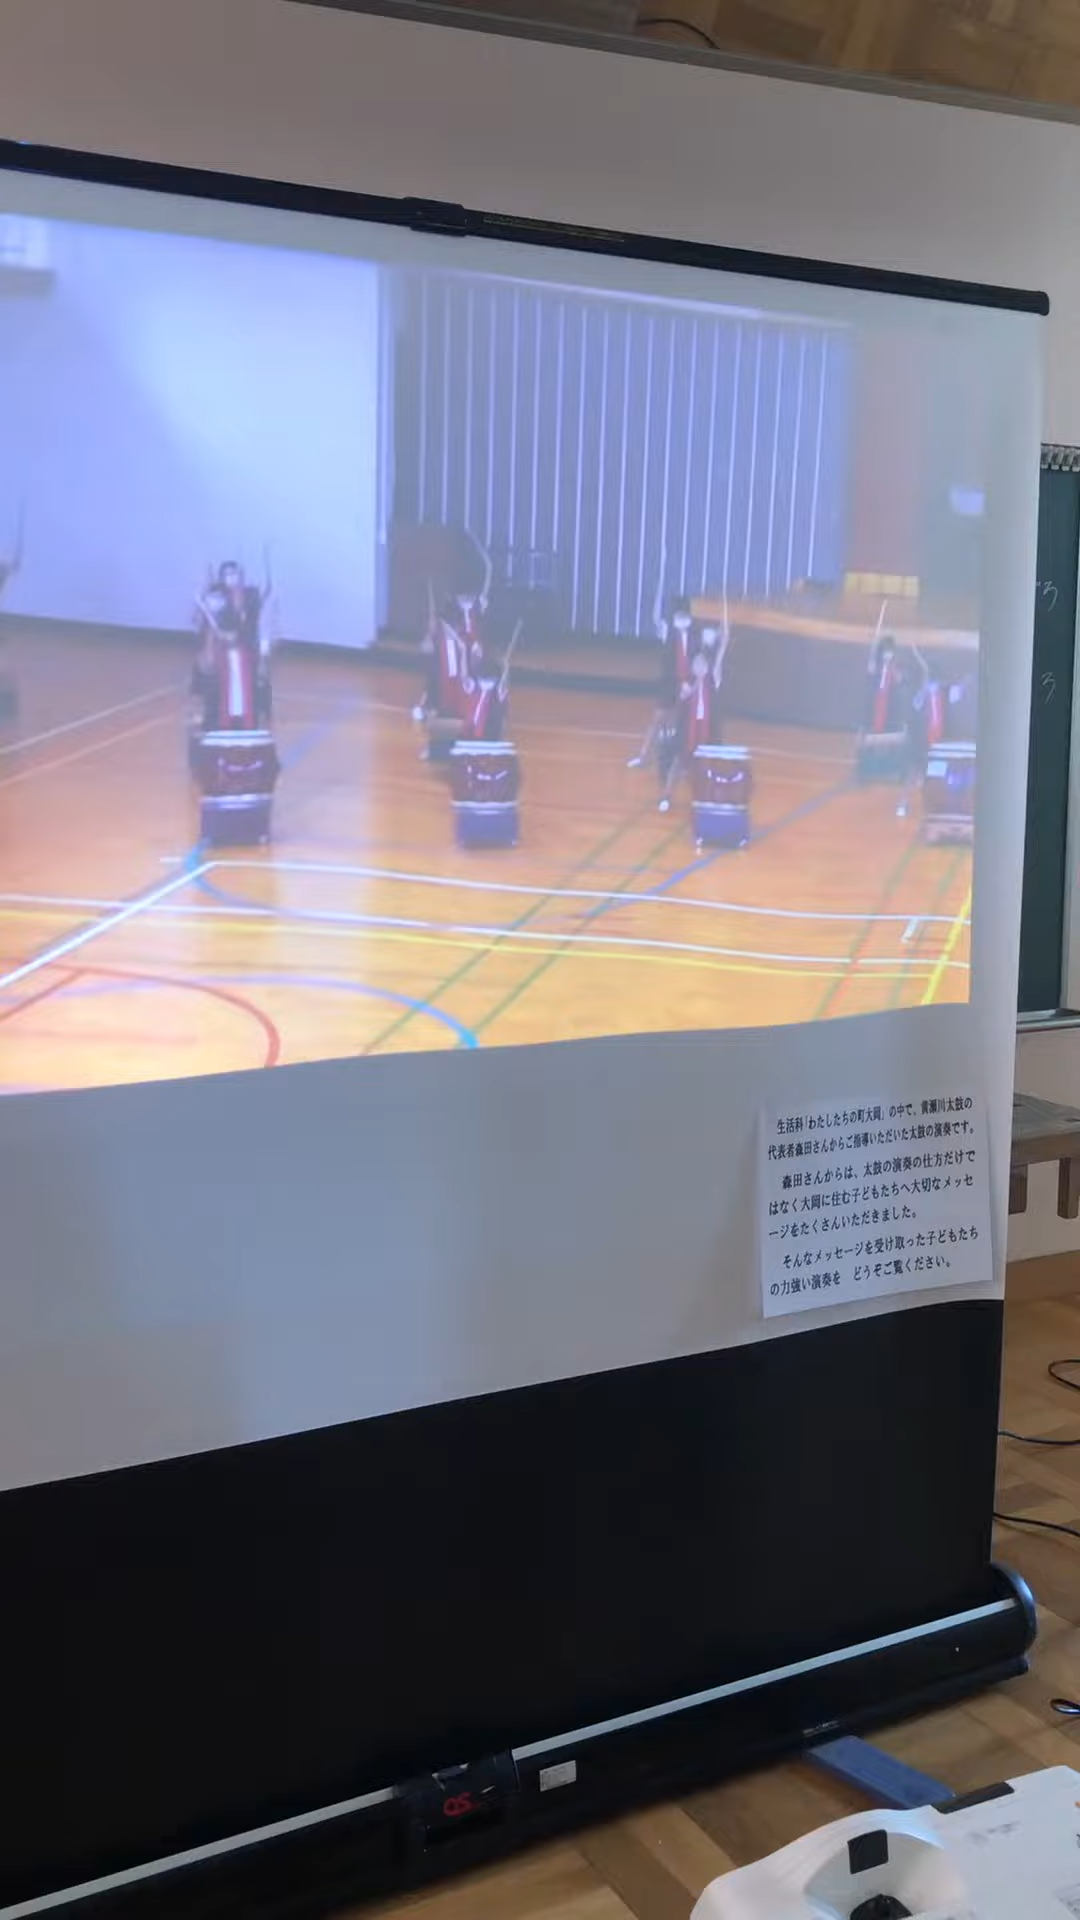 生活科「わたしたちの町大岡」の中で、黄瀬川太鼓の
代表者森田さんからご指導いただいた太鼓の演奏です。
森田さんからは、太鼓の演奏の仕方だけで
はなく大岡に住む子どもたちへ大切なメッセ
ージをたくさんいただきました。
そんなメッセージを受け取った子どもたち
の力強い演奏を　どうぞご覧ください。
OS
ろ
ろ